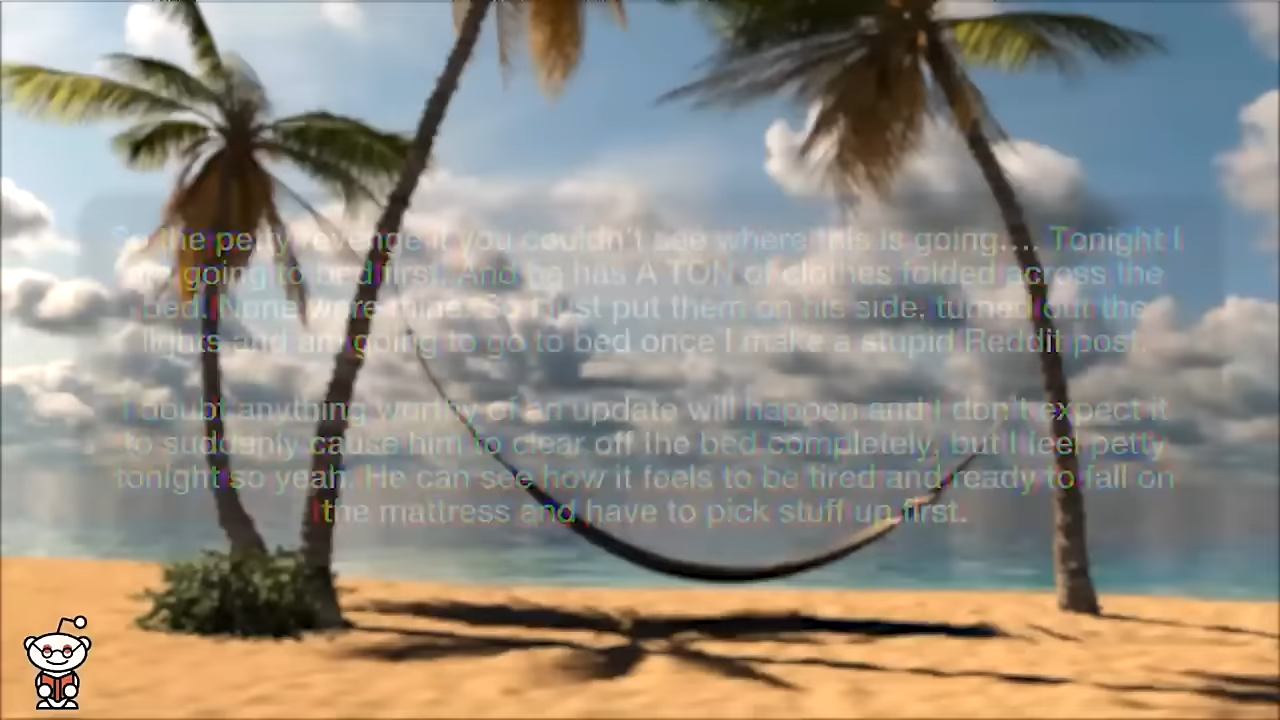 So the petty revenge if you couldn't see where this is going.... Tonight I
am going to bed first. And he has A TON of clothes folded across the
bed. None were mine. So I just put them on his side, turned out the
lights and am going to go to bed once I make a stupid Reddit post.
I doubt anything worthy of an update will happen and I don't expect it
to suddenly cause him to clear off the bed completely, but I feel petty
tonight so yeah. He can see how it feels to be tired and ready to fall on
the mattress and have to pick stuff up first.